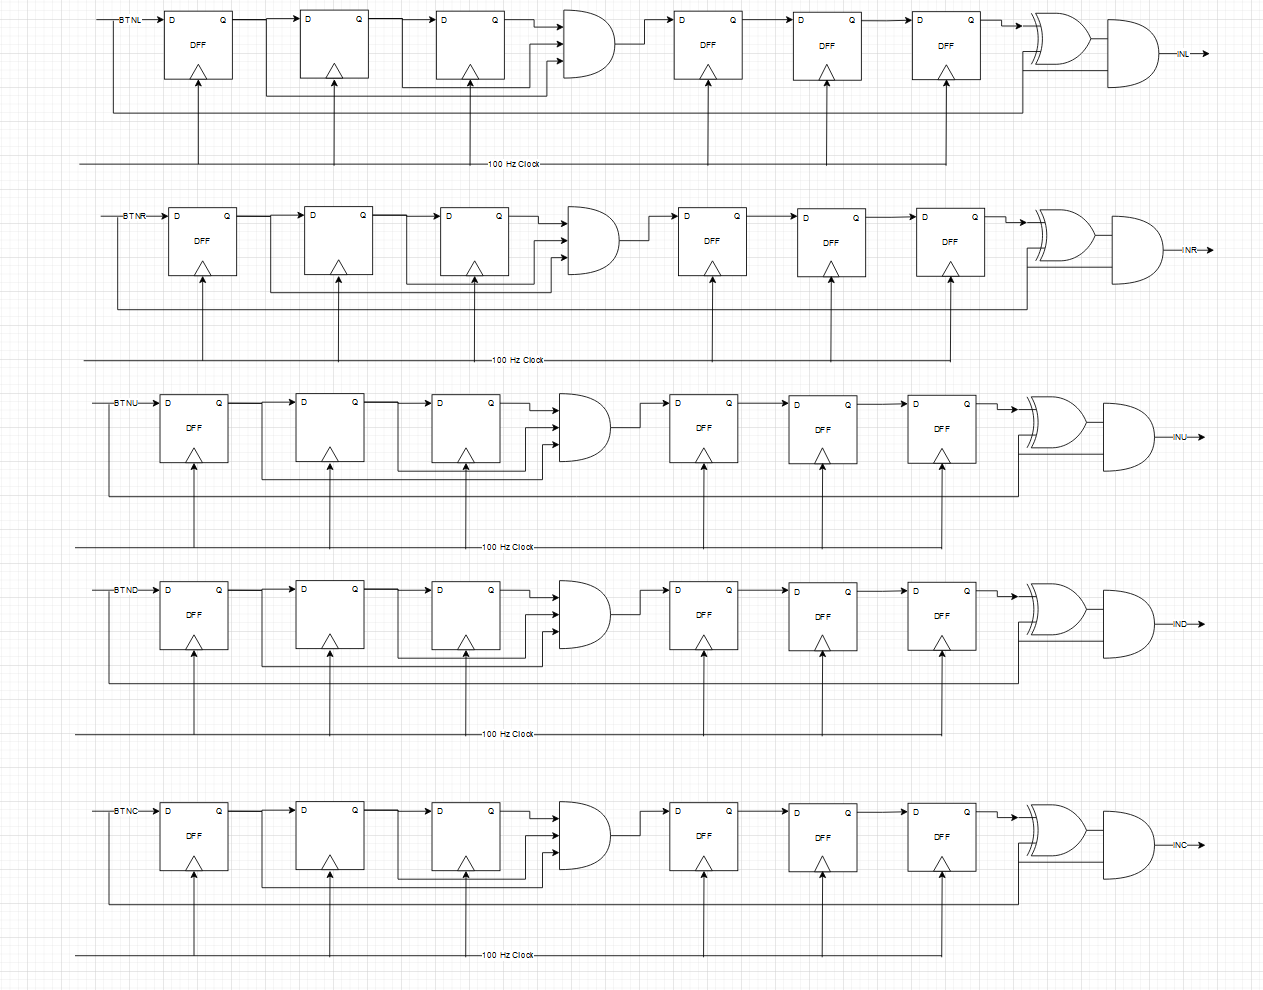 BTNL D Q D Q D Q D Q D Q D Q
DFF DFF DFF DFF
INL
100 Hz Clock
BTNR D Q D Q D Q D Q D Q D Q
DFF DFF DFF DFF
INR
100 Hz Clock
BTNU D Q D Q D Q D Q D Q D Q
DFF DFF DFF DFF
INU
100 Hz Clock
BTND D Q D Q D Q D Q D Q D Q
DFF DFF DFF DFF
IND
100 Hz Clock
BTNC D Q D Q D Q D Q D Q D Q
DFF DFF DFF DFF
INC
100 Hz Clock